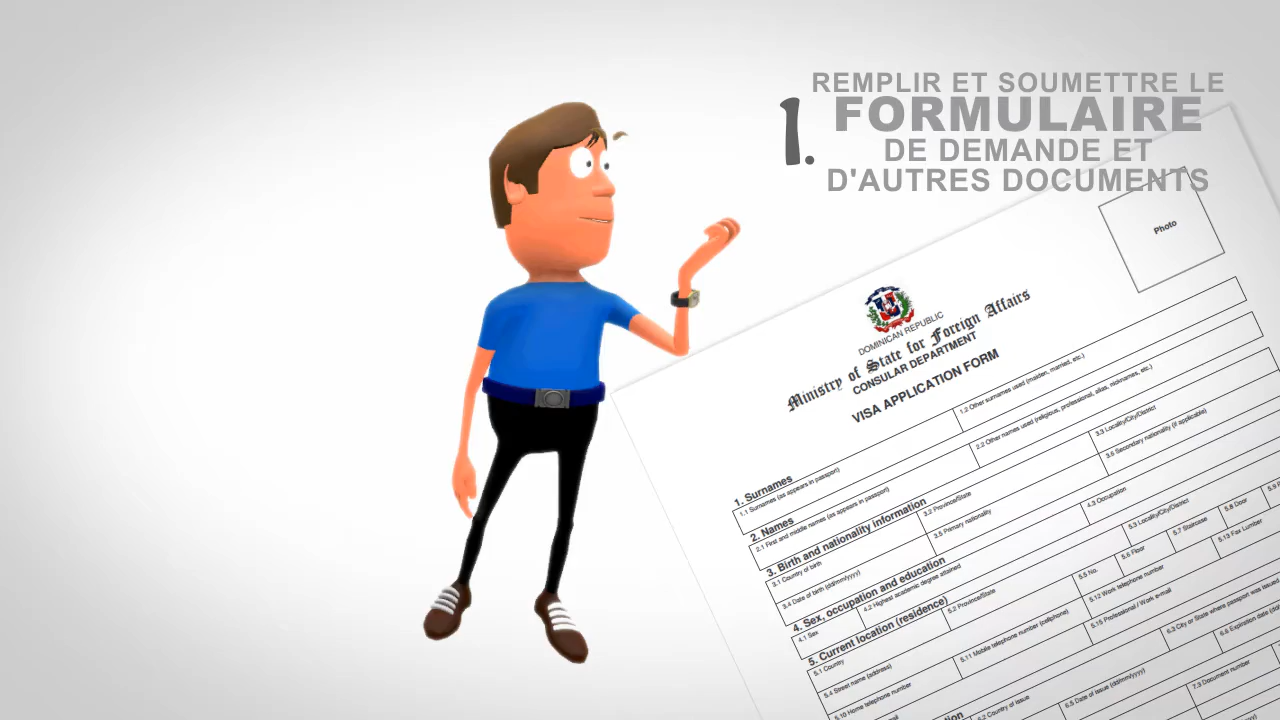 REMPLIR ET SOUMETTRE LE
1. FORMULAIRE
DE DEMANDE ET
D'AUTRES DOCUMENTS
Photo
DOMINICAN REPUBLIC
Ministry of State for Foreign Affairs
CONSULAR DEPARTMENT
VISA APPLICATION FORM
1. Surnames
1.1 Surnames (as appears in passport)
1.2 Other surnames used (maiden, married, etc.)
2. Names
2.1 First and middle names (as appears in passport)
2.2 Other names used (religious, professional, alias, nicknames, etc.)
3. Birth and nationality information
3.1 Country of birth
3.2 Province/State
3.3 Locality/City/District
3.4 Date of birth (dd/mm/yyyy)
3.5 Primary nationality
3.6 Secondary nationality (if applicable)
4. Sex, occupation and education
4.1 Sex
4.2 Highest academic degree attained
4.3 Occupation
5. Current location (residence)
5.1 Country
5.2 Province/State
5.3 Locality/City/District
5.4 Street name (address)
5.5 No.
5.6 Floor
5.7 Staircase
5.8 Door
5.10 Home telephone number
5.11 Mobile telephone number (cellphone)
5.12 Work telephone number
5.13 Fax Lumber
5.15 Professional / Work e-mail
6.2 Country of issue
6.3 City or State where passport was issued
6.5 Date of issue (dd/mm/yyyy)
6.6 Expiration date
7.3 Document number